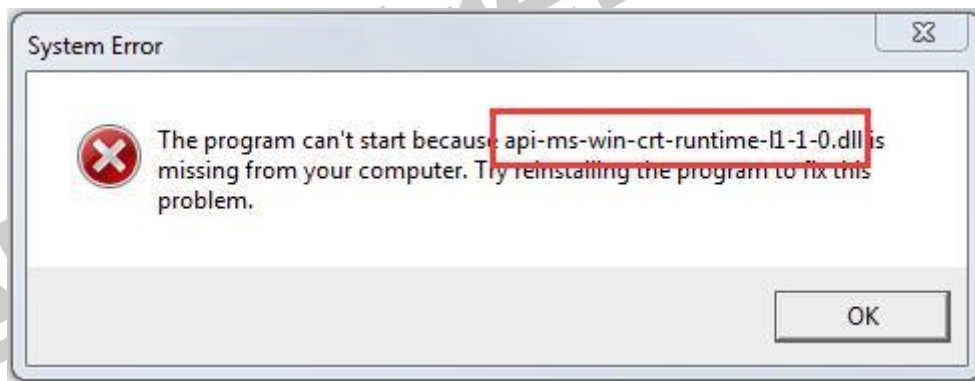 System Error
The program can't start because api-ms-win-crt-runtime-l1-1-0.dll is
missing from your computer. Try reinstalling the program to fix this
problem.
OK